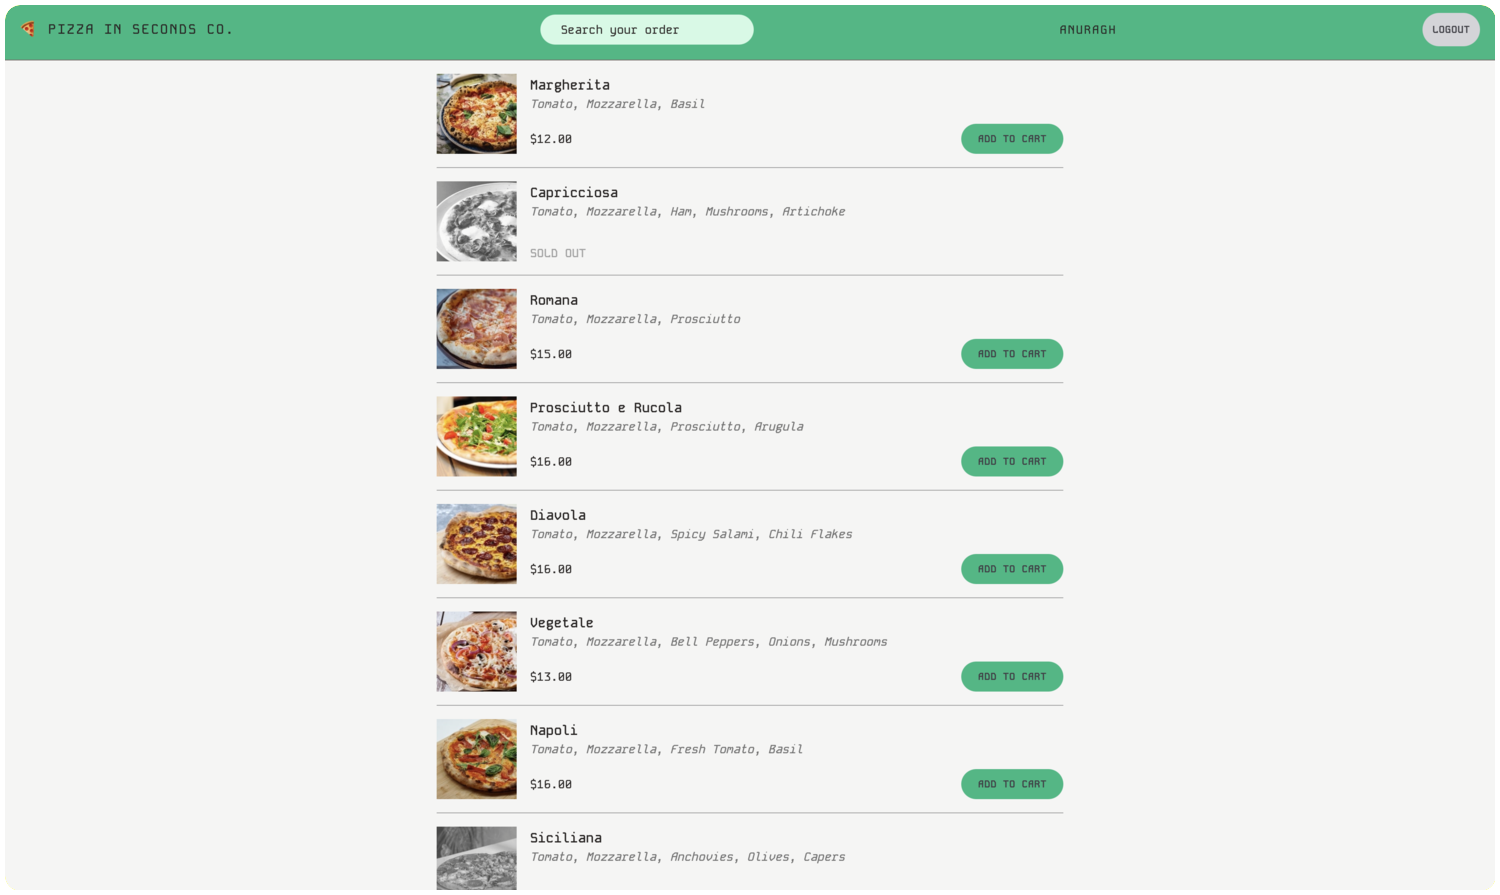 PIZZA IN SECONDS CO.
Search your order
ANURAGH
LOGOUT
Margherita
Tomato, Mozzarella, Basil
$12.00
ADD TO CART
Capricciosa
Tomato, Mozzarella, Ham, Mushrooms, Artichoke
SOLD OUT
Romana
Tomato, Mozzarella, Prosciutto
$15.00
ADD TO CART
Prosciutto e Rucola
Tomato, Mozzarella, Prosciutto, Arugula
$16.00
ADD TO CART
Diavola
Tomato, Mozzarella, Spicy Salami, Chili Flakes
$16.00
ADD TO CART
Vegetale
Tomato, Mozzarella, Bell Peppers, Onions, Mushrooms
$13.00
ADD TO CART
Napoli
Tomato, Mozzarella, Fresh Tomato, Basil
$16.00
ADD TO CART
Siciliana
Tomato, Mozzarella, Anchovies, Olives, Capers